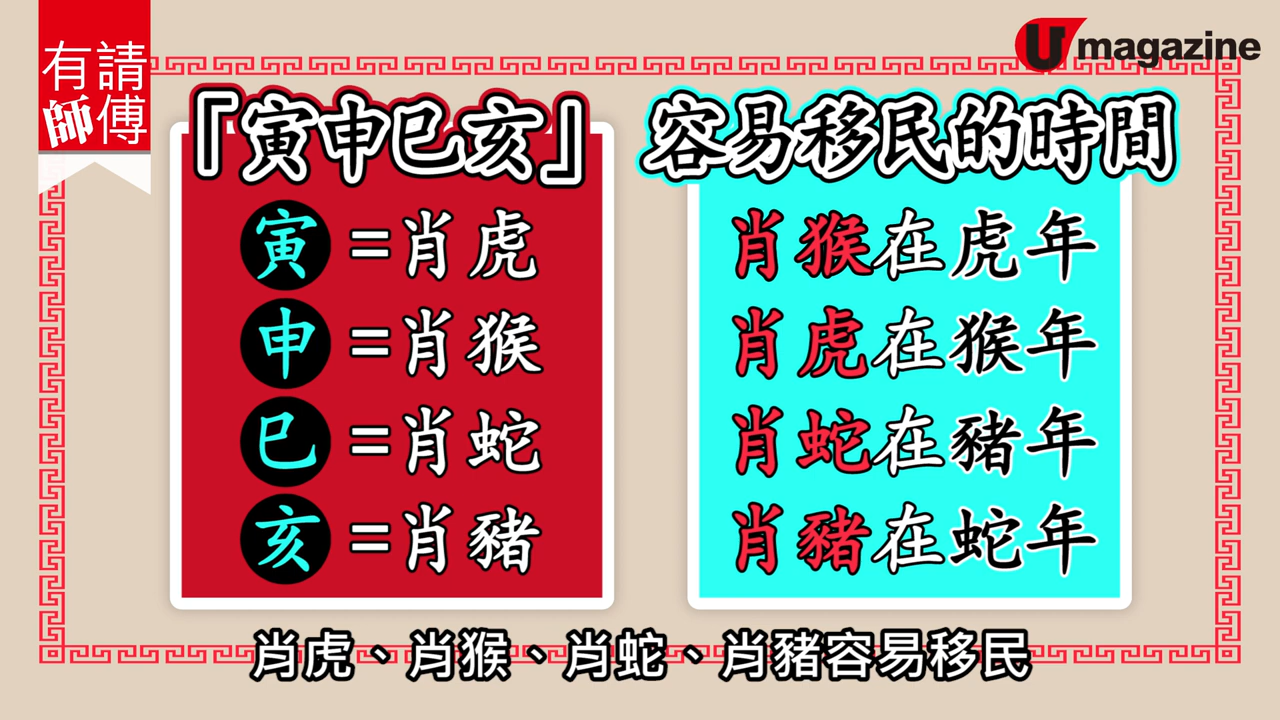 有請
師傅
U magazine
「寅申巳亥」
寅=肖虎
申=肖猴
巳=肖蛇
亥=肖豬
容易移民的時間
肖猴在虎年
肖虎在猴年
肖蛇在豬年
肖豬在蛇年
肖虎、肖猴、肖蛇、肖豬容易移民